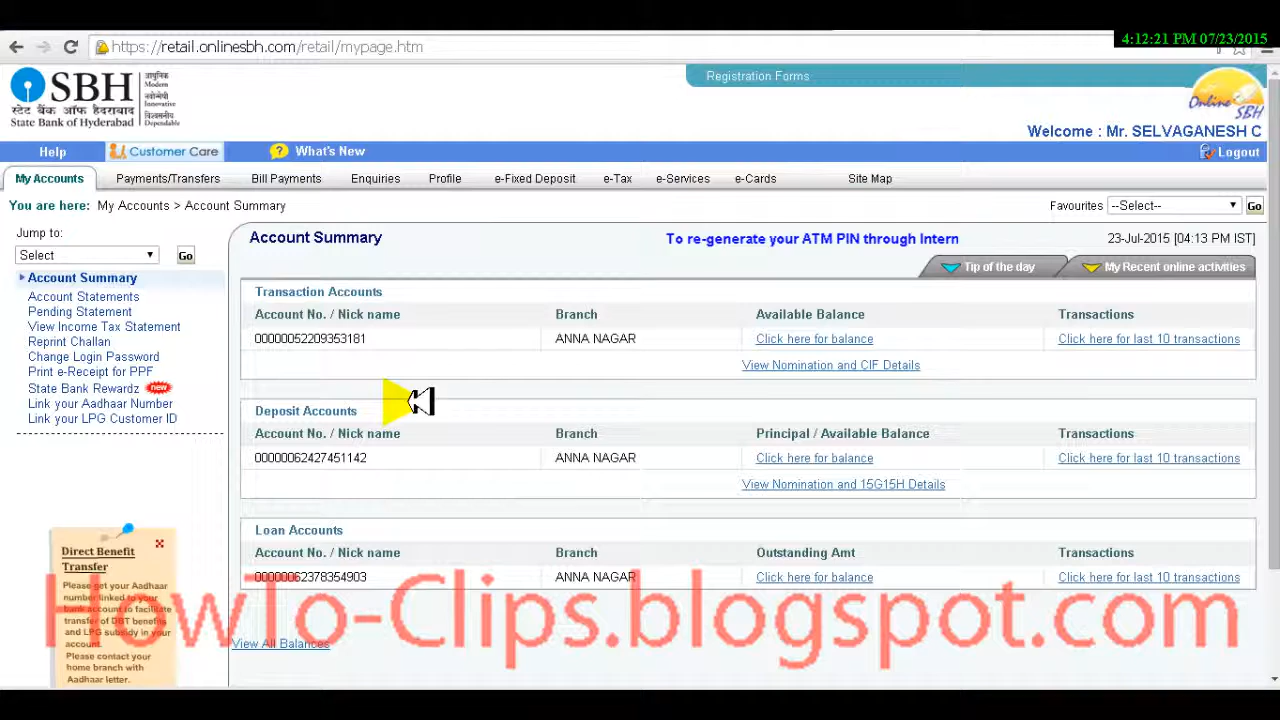 4:12:21 PM 07/23/2015
https://retail.onlinesbh.com/retail/mypage.htm
SBH
स्टेट बैंक ऑफ हैदराबाद
State Bank of Hyderabad
आधुनिक
Modern
नवोन्मेषी
Innovative
विश्वसनीय
Dependable
Registration Forms
Online SBH
Welcome : Mr. SELVAGANESH C
Help Customer Care ? What's New Logout
My Accounts Payments/Transfers Bill Payments Enquiries Profile e-Fixed Deposit e-Tax e-Services e-Cards Site Map
You are here: My Accounts > Account Summary Favourites --Select-- Go
Jump to:
Select Go
Account Summary
Account Statements
Pending Statement
View Income Tax Statement
Reprint Challan
Change Login Password
Print e-Receipt for PPF
State Bank Rewardz new
Link your Aadhaar Number
Link your LPG Customer ID
Direct Benefit
Transfer
Please get your Aadhaar
number linked to your
bank account to facilitate
transfer of DBT benefits
and LPG subsidy in your
account.
Please contact your
home branch with
Aadhaar letter.
Account Summary To re-generate your ATM PIN through Intern 23-Jul-2015 [04:13 PM IST]
Tip of the day My Recent online activities
Transaction Accounts
Account No. / Nick name Branch Available Balance Transactions
00000052209353181 ANNA NAGAR Click here for balance Click here for last 10 transactions
View Nomination and CIF Details
Deposit Accounts
Account No. / Nick name Branch Principal / Available Balance Transactions
00000062427451142 ANNA NAGAR Click here for balance Click here for last 10 transactions
View Nomination and 15G15H Details
Loan Accounts
Account No. / Nick name Branch Outstanding Amt Transactions
00000062378354903 ANNA NAGAR Click here for balance Click here for last 10 transactions
HowTo-Clips.blogspot.com
View All Balances